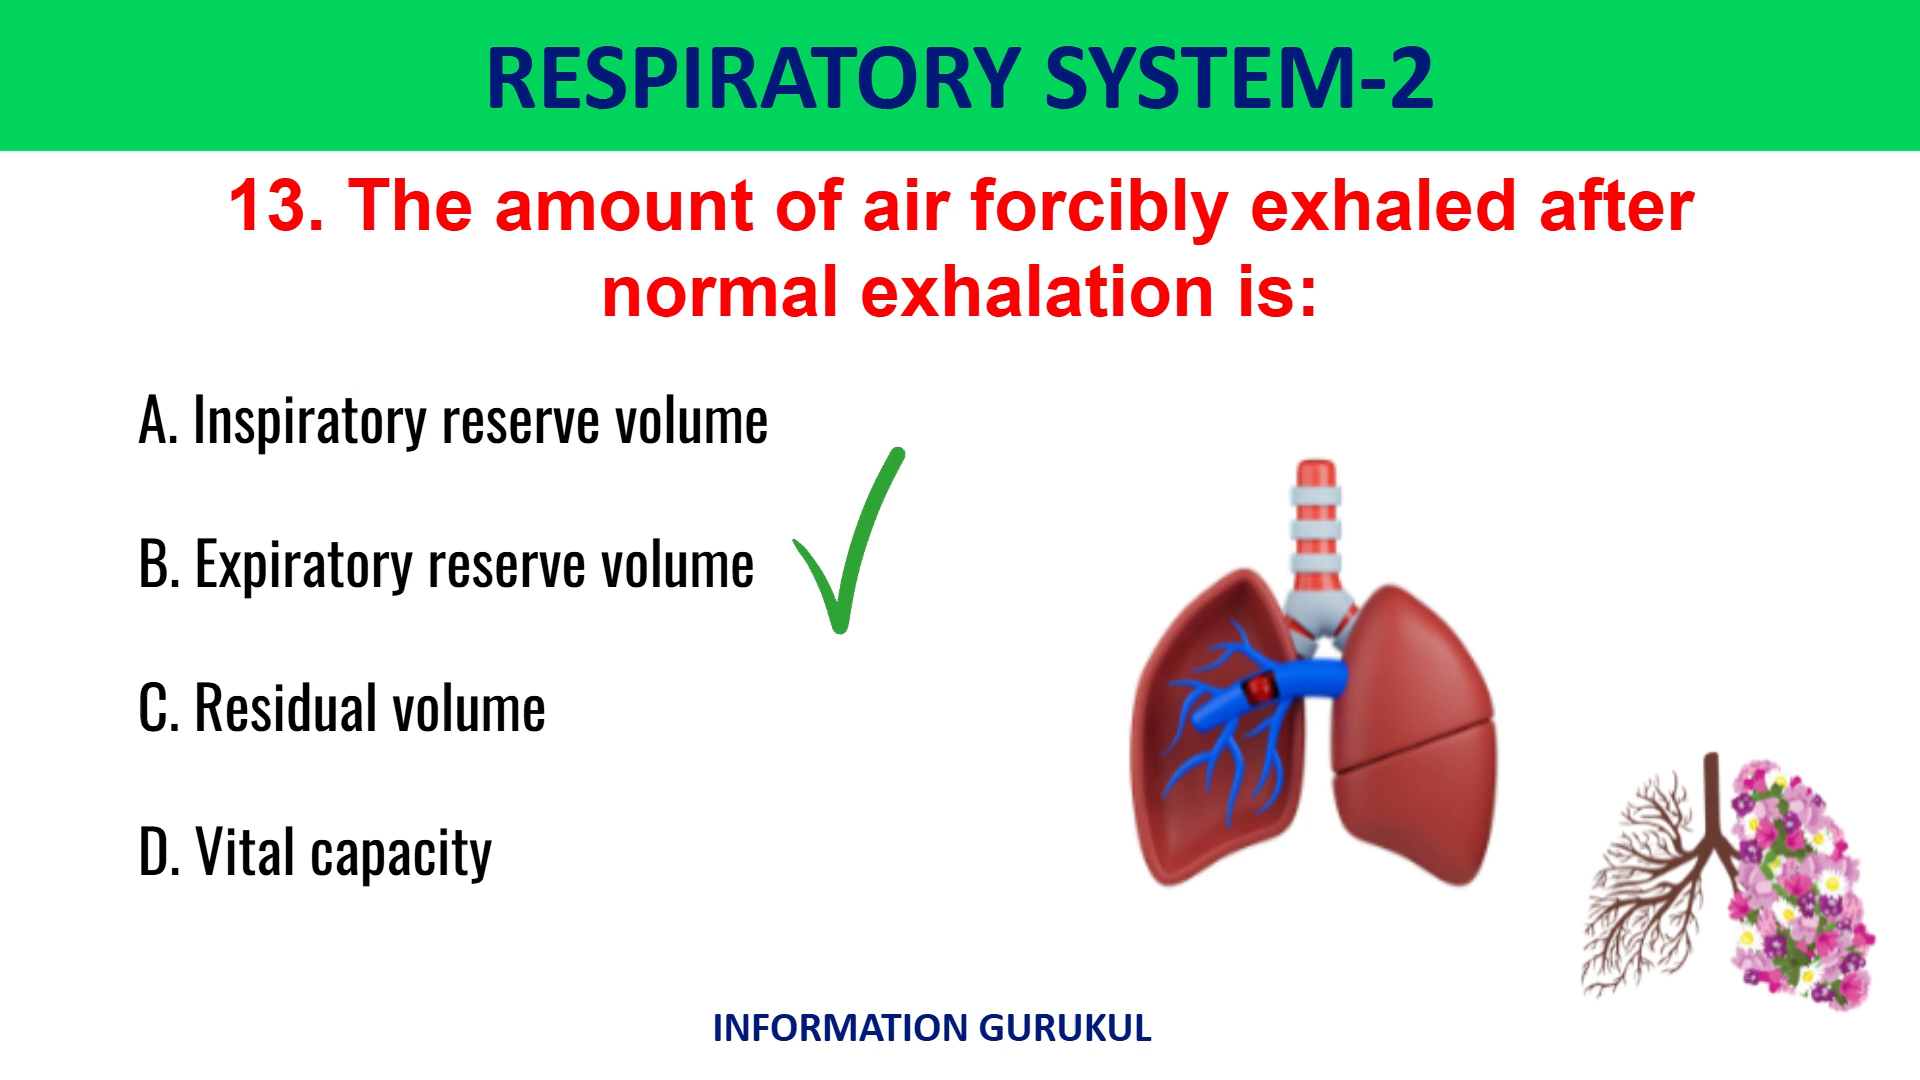 RESPIRATORY SYSTEM-2
13. The amount of air forcibly exhaled after
normal exhalation is:
A. Inspiratory reserve volume
B. Expiratory reserve volume
C. Residual volume
D. Vital capacity
INFORMATION GURUKUL